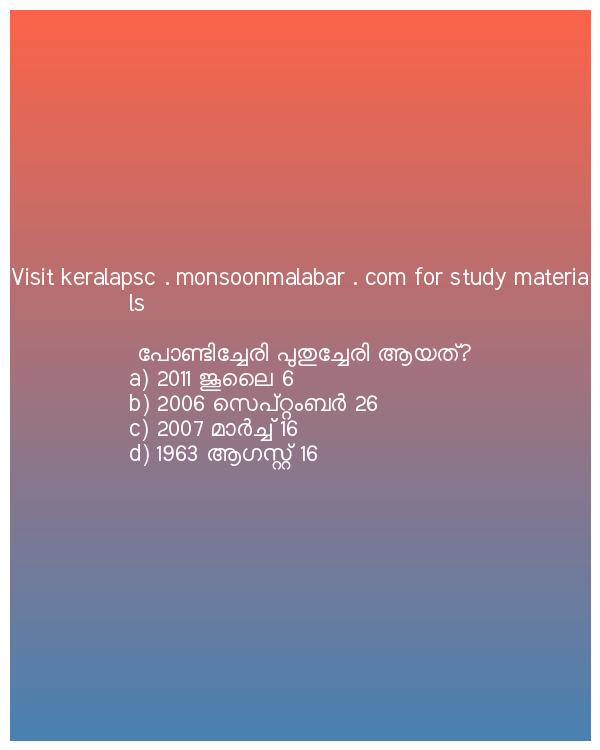 Visit keralapsc . monsoonmalabar . com for study materia
ls
പോണ്ടിച്ചേരി പുതുച്ചേരി ആയത്?
a) 2011 ജൂലൈ 6
b) 2006 സെപ്റ്റംബർ 26
c) 2007 മാർച്ച് 16
d) 1963 ആഗസ്റ്റ് 16